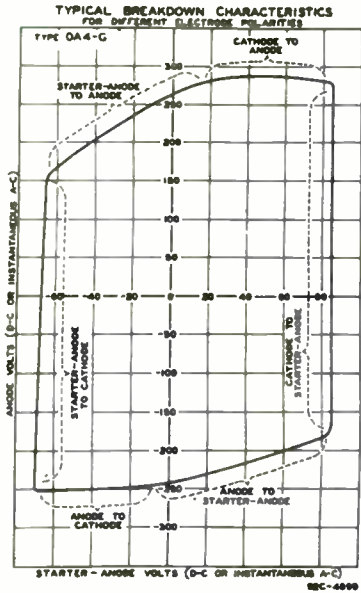 TYPICAL BREAKDOWN CHARACTERISTICS
FOR DIFFERENT ELECTRODE POLARITIES
TYPE 0A4-G
CATHODE TO
ANODE
STARTER-ANODE
TO ANODE
300
250
200
150
100
50
-60 -40 -20 0 20 40 60 80
-50
-100
-150
-200
-250
-300
ANODE VOLTS (D-C OR INSTANTANEOUS A-C)
STARTER-ANODE
TO CATHODE
CATHODE TO
STARTER-ANODE
ANODE TO
CATHODE
ANODE TO
STARTER-ANODE
STARTER-ANODE VOLTS (D-C OR INSTANTANEOUS A-C)
92C-4899